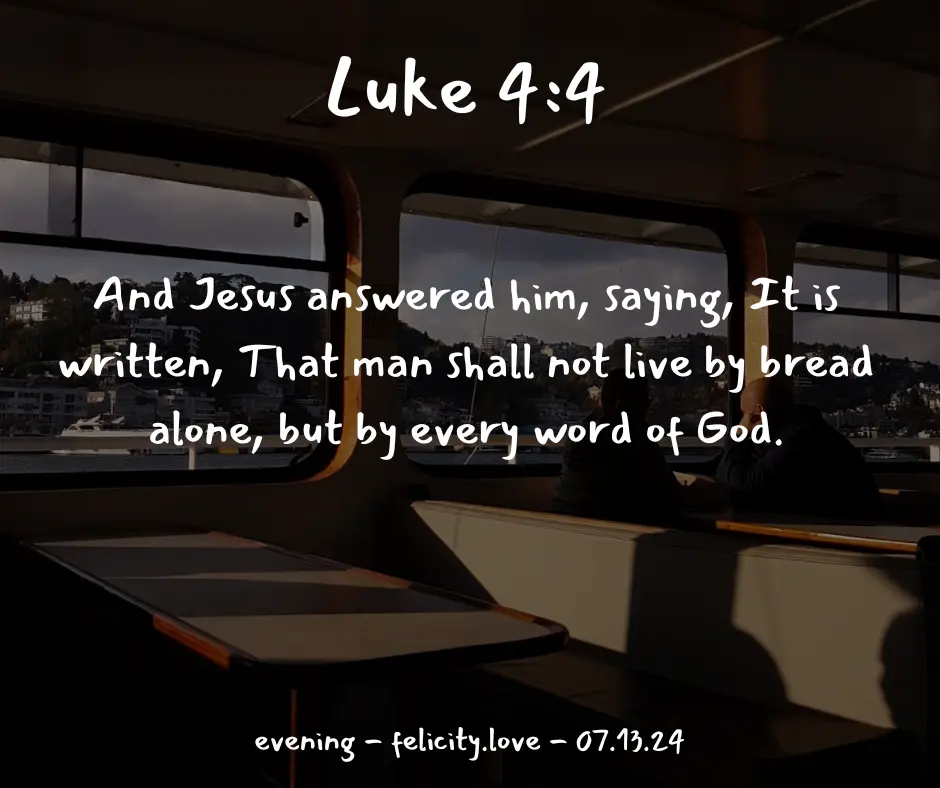 Luke 4:4
And Jesus answered him, saying, It is
written, That man shall not live by bread
alone, but by every word of God.
evening – felicity.love – 07.13.24